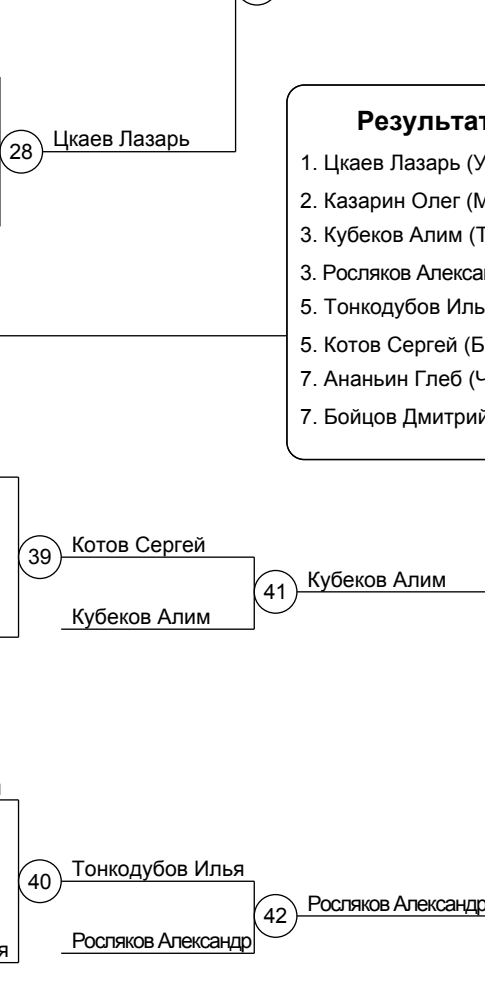 28
Цкаев Лазарь
1. Цкаев Лазарь
2. Казарин Олег
3. Кубеков Алим
3. Росляков
5. Тонкодубов
5. Котов Сергей
7. Ананьин Глеб
7. Бойцов Дмитрий
39
Котов Сергей
Кубеков Алим
41
Кубеков Алим
40
Тонкодубов Илья
Росляков Александр
42
Росляков Александр